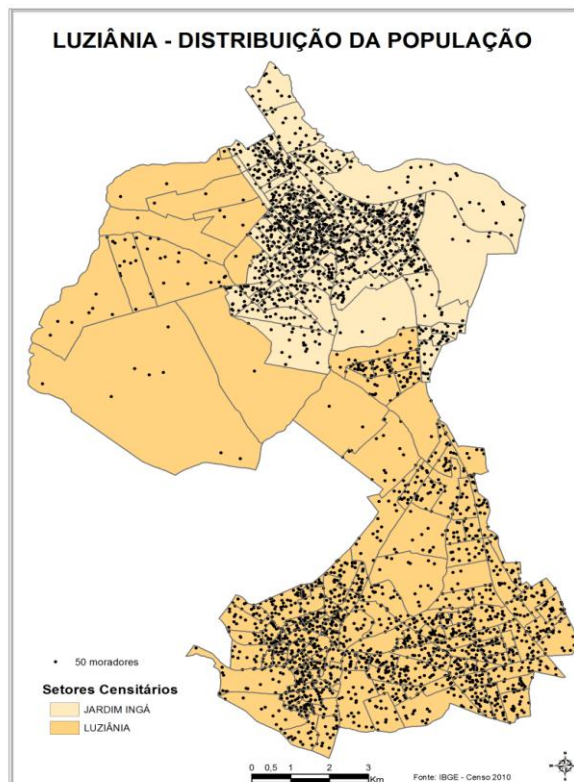 LUZIÂNIA - DISTRIBUIÇÃO DA POPULAÇÃO
50 moradores
Setores Censitários
JARDIM INGÁ
LUZIÂNIA
0 0,5 1 2 3
Km
Fonte: IBGE - Censo 2010